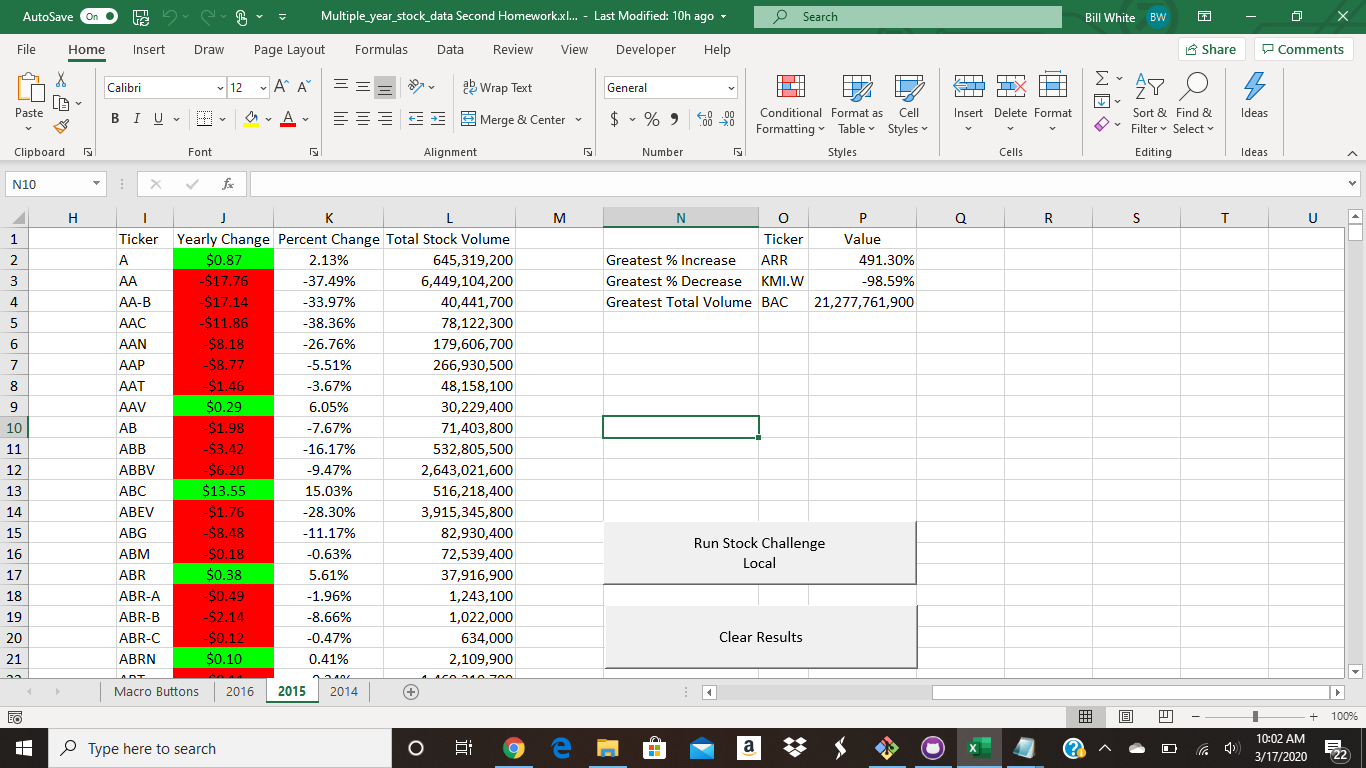 AutoSave On Multiple_year_stock_data Second Homework.xl... - Last Modified: 10h ago Search Bill White BW
File Home Insert Draw Page Layout Formulas Data Review View Developer Help Share Comments
Paste Calibri 12 A A ab Wrap Text General Conditional Formatting Format as Table Cell Styles Insert Delete Format Sort & Filter Find & Select Ideas
B I U A Merge & Center $ % 9
Clipboard Font Alignment Number Styles Cells Editing Ideas
N10 fx
H I J K L M N O P Q R S T U
1 Ticker Yearly Change Percent Change Total Stock Volume Ticker Value
2 A $0.87 2.13% 645,319,200 Greatest % Increase ARR 491.30%
3 AA -$17.76 -37.49% 6,449,104,200 Greatest % Decrease KMI.W -98.59%
4 AA-B -$17.14 -33.97% 40,441,700 Greatest Total Volume BAC 21,277,761,900
5 AAC -$11.86 -38.36% 78,122,300
6 AAN -$8.18 -26.76% 179,606,700
7 AAP -$8.77 -5.51% 266,930,500
8 AAT -$1.46 -3.67% 48,158,100
9 AAV $0.29 6.05% 30,229,400
10 AB -$1.98 -7.67% 71,403,800
11 ABB -$3.42 -16.17% 532,805,500
12 ABBV -$6.20 -9.47% 2,643,021,600
13 ABC $13.55 15.03% 516,218,400
14 ABEV -$1.76 -28.30% 3,915,345,800
15 ABG -$8.48 -11.17% 82,930,400
16 ABM -$0.18 -0.63% 72,539,400
17 ABR $0.38 5.61% 37,916,900
18 ABR-A -$0.49 -1.96% 1,243,100
19 ABR-B -$2.14 -8.66% 1,022,000
20 ABR-C -$0.12 -0.47% 634,000
21 ABRN $0.10 0.41% 2,109,900
Run Stock Challenge
Local
Clear Results
Macro Buttons 2016 2015 2014
100%
Type here to search a 10:02 AM
3/17/2020 22